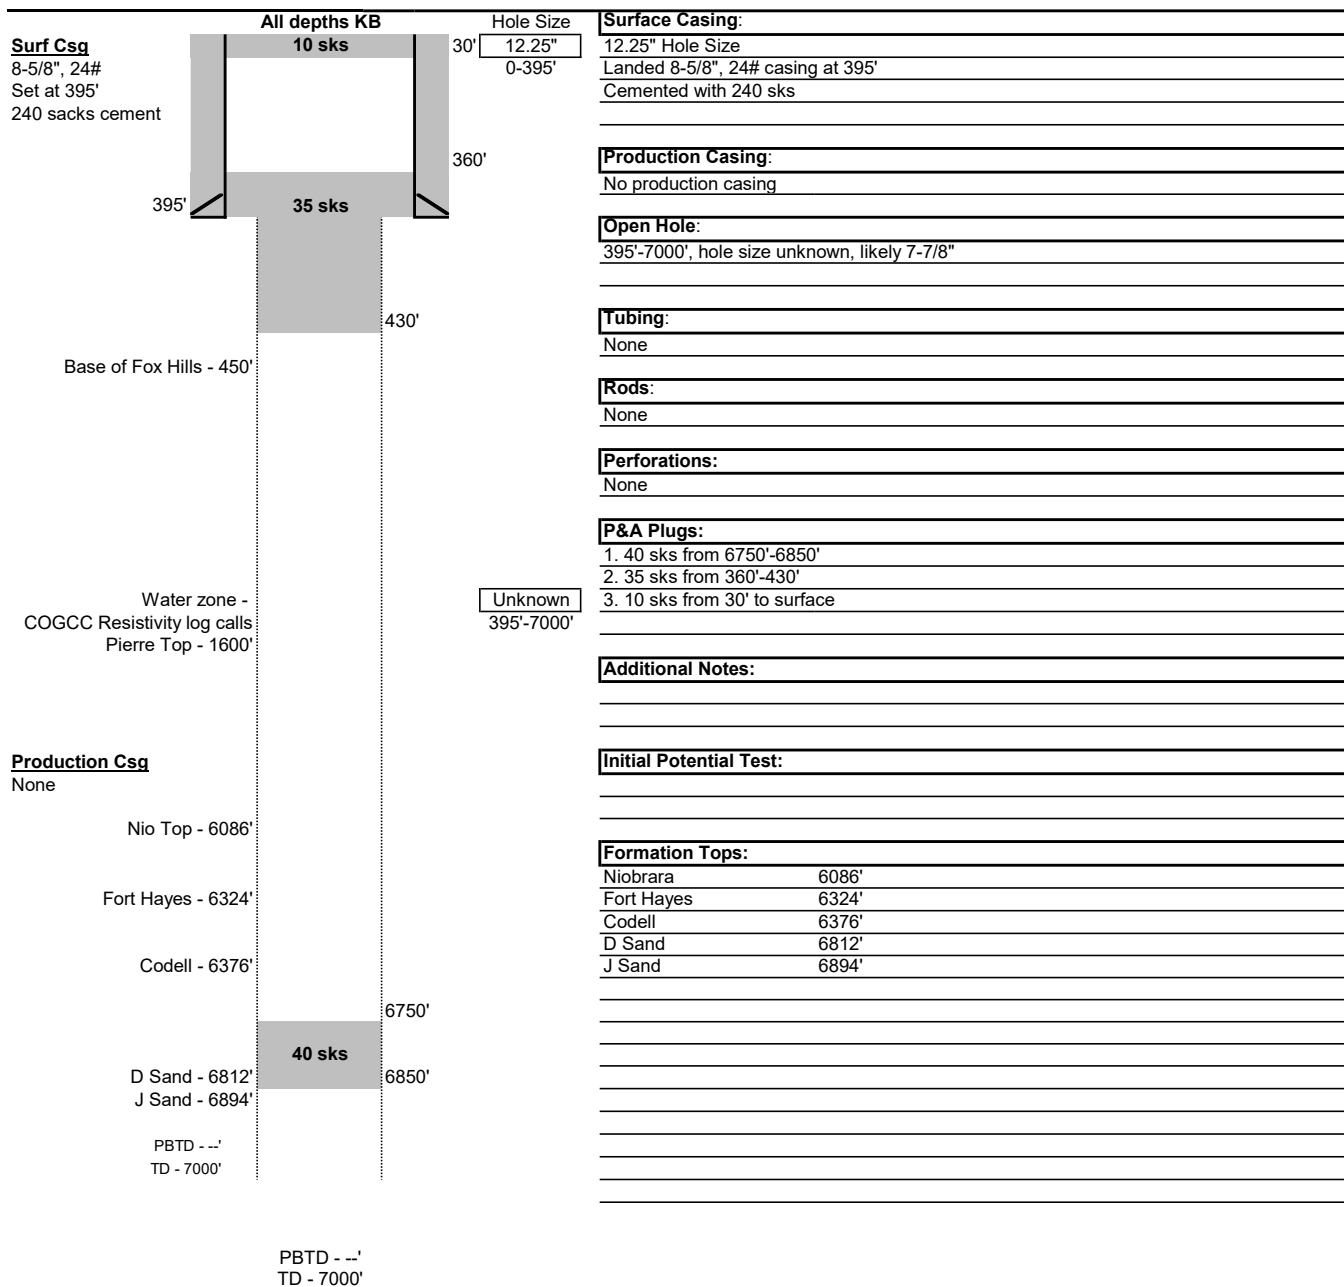 All depths KB
Hole Size
Surf Csg
8-5/8", 24#
Set at 395'
240 sacks cement
10 sks
30'
12.25"
0-395'
360'
395'
35 sks
430'
Base of Fox Hills - 450'
Water zone -
COGCC Resistivity log calls
Pierre Top - 1600'
Unknown
395'-7000'
Production Csg
None
Nio Top - 6086'
Fort Hayes - 6324'
Codell - 6376'
6750'
40 sks
D Sand - 6812'
6850'
J Sand - 6894'
PBTD - --'
TD - 7000'
PBTD - --'
TD - 7000'
Surface Casing:
12.25" Hole Size
Landed 8-5/8", 24# casing at 395'
Cemented with 240 sks
Production Casing:
No production casing
Open Hole:
395'-7000', hole size unknown, likely 7-7/8"
Tubing:
None
Rods:
None
Perforations:
None
P&A Plugs:
1. 40 sks from 6750'-6850'
2. 35 sks from 360'-430'
3. 10 sks from 30' to surface
Additional Notes:
Initial Potential Test:
Formation Tops:
Niobrara 6086'
Fort Hayes 6324'
Codell 6376'
D Sand 6812'
J Sand 6894'